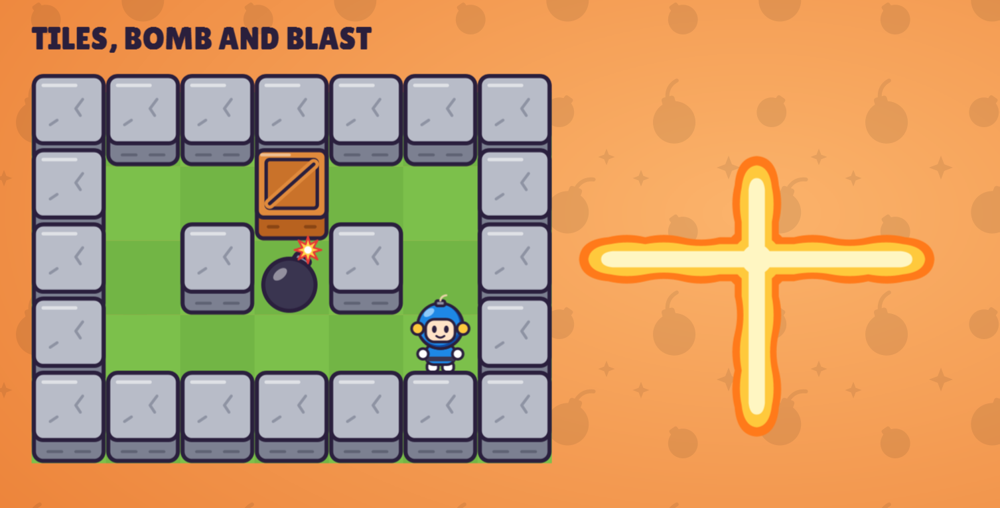 TILES, BOMB AND BLAST